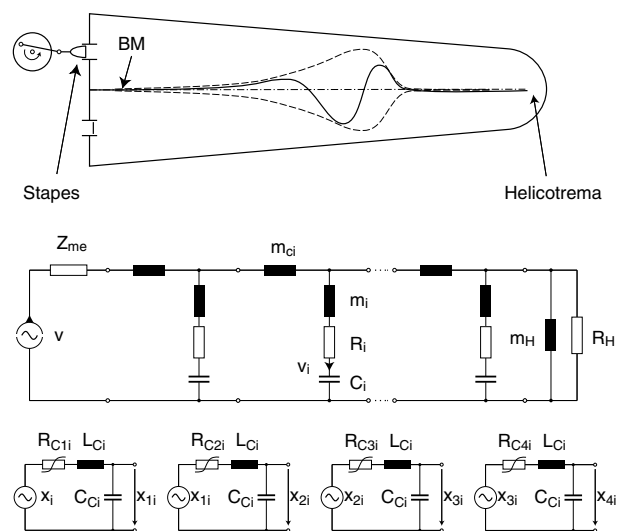 BM
Stapes
Helicotrema
Zme
mci
mi
v
Ri
vi
Ci
mH
RH
RC1i LCi
xi CCi x1i
RC2i LCi
x1i CCi x2i
RC3i LCi
x2i CCi x3i
RC4i LCi
x3i CCi x4i